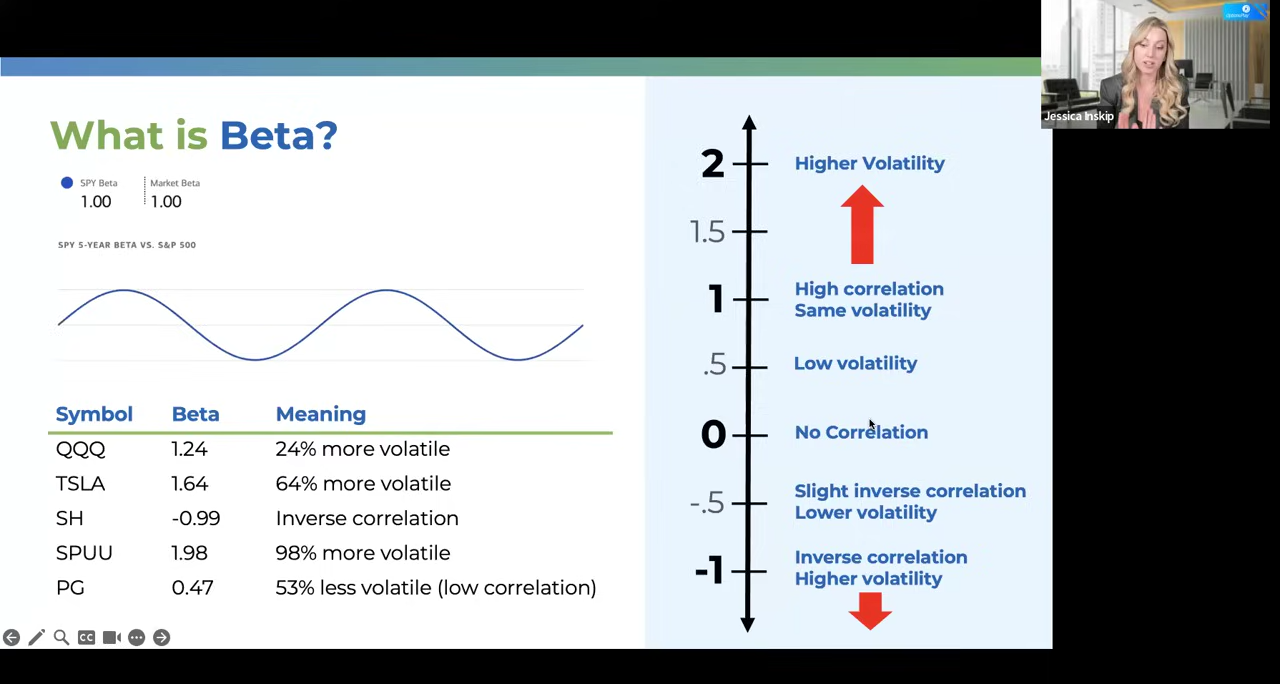 What is Beta?
SPY Beta
Market Beta
1.00
1.00
SPY 5-YEAR BETA VS. S&P 500
Symbol Beta Meaning
QQQ 1.24 24% more volatile
TSLA 1.64 64% more volatile
SH -0.99 Inverse correlation
SPUU 1.98 98% more volatile
PG 0.47 53% less volatile (low correlation)
2 Higher Volatility
1.5
1 High correlation
Same volatility
.5 Low volatility
0 No Correlation
-.5 Slight inverse correlation
Lower volatility
-1 Inverse correlation
Higher volatility
CC
Jessica Inskip